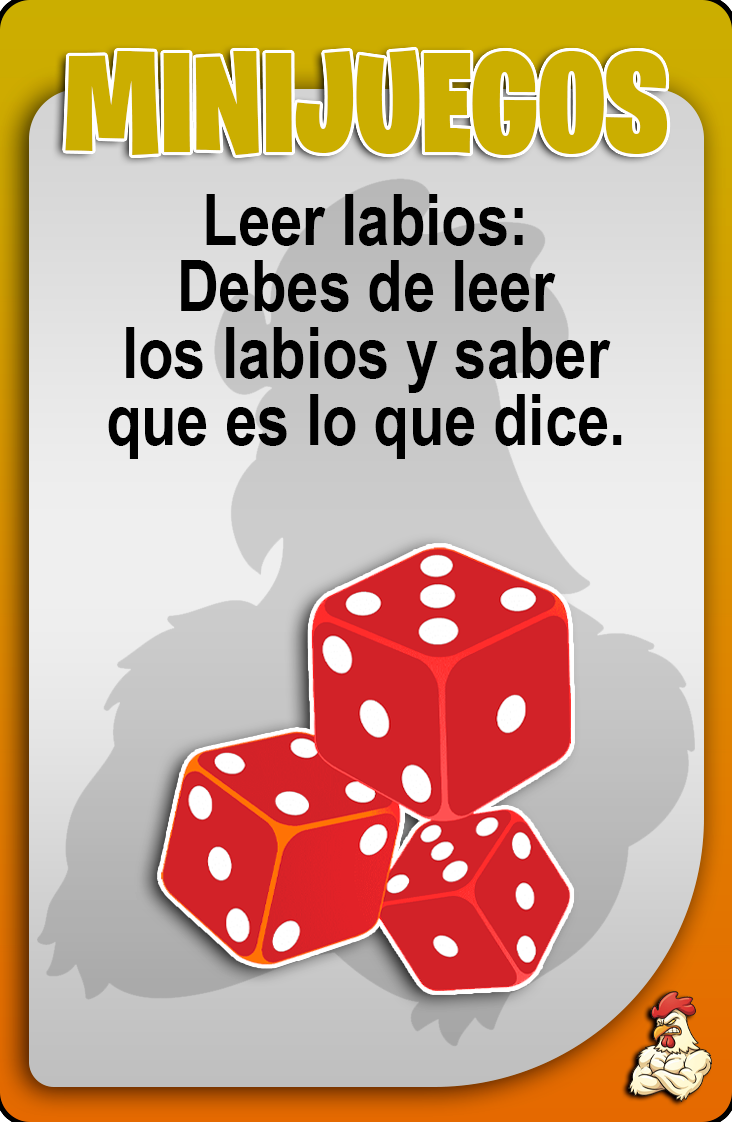 MINIJUEGOS
Leer labios:
Debes de leer
los labios y saber
que es lo que dice.